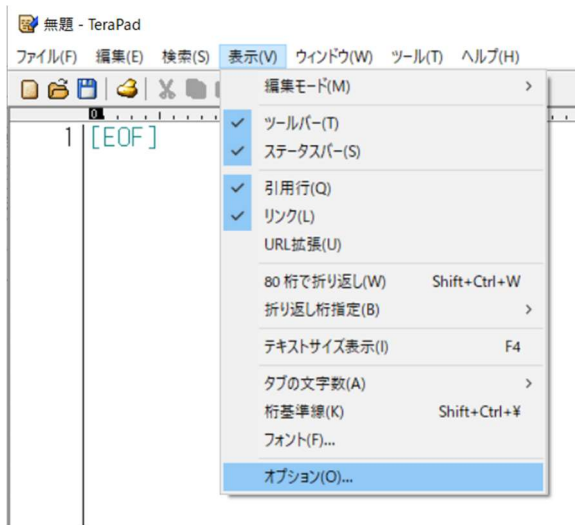 無題 - TeraPad
ファイル(F) 編集(E) 検索(S) 表示(V) ウィンドウ(W) ツール(T) ヘルプ(H)
0
1 [EOF]
編集モード(M)
ツールバー(T)
ステータスバー(S)
引用行(Q)
リンク(L)
URL拡張(U)
80 桁で折り返し(W) Shift+Ctrl+W
折り返し桁指定(B)
テキストサイズ表示(I) F4
タブの文字数(A)
桁基準線(K) Shift+Ctrl+¥
フォント(F)...
オプション(O)...